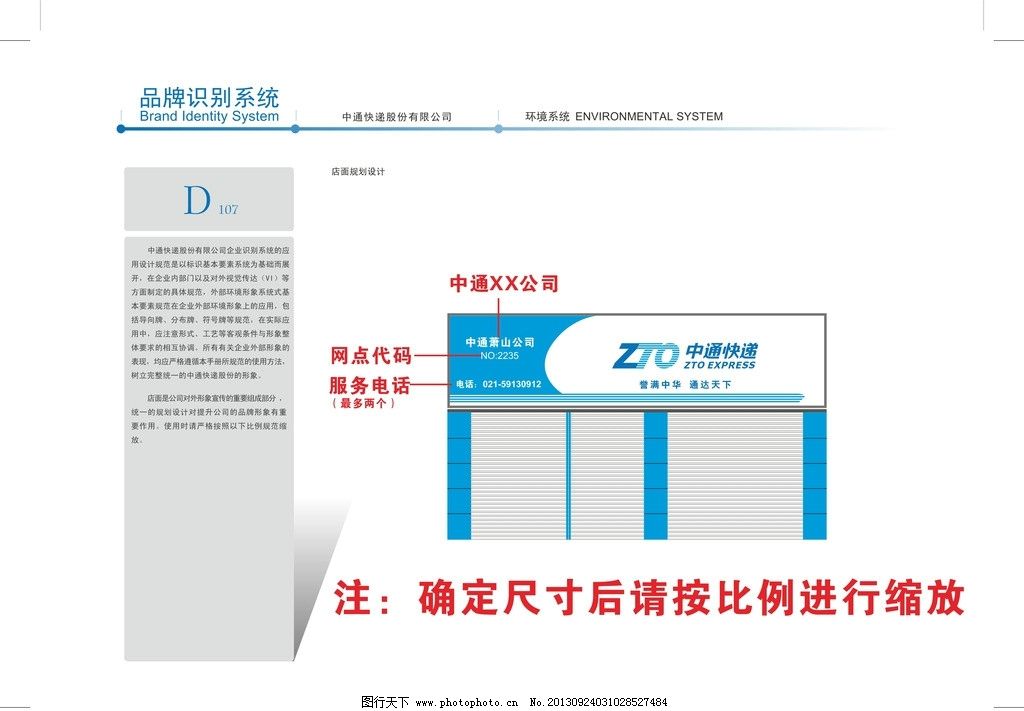 品牌识别系统
Brand Identity System
中通快递股份有限公司
环境系统 ENVIRONMENTAL SYSTEM
D 107
中通快递股份有限公司企业识别系统的应
用设计规范是以标识基本要素系统为基础而展
开，在企业内部门以及对外视觉传达（VI）等
方面制定的具体规范，外部环境形象系统式基
本要素规范在企业外部环境形象上的应用，包
括导向牌、分布牌、符号牌等规范，在实际应
用中，应注意形式、工艺等客观条件与形象整
体要求的相互协调。所有有关企业外部形象的
表现，均应严格遵循本手册所规范的使用方法，
树立完整统一的中通快递股份的形象。
店面是公司对外形象宣传的重要组成部分，
统一的规划设计对提升公司的品牌形象有重
要作用。使用时请严格按照以下比例规范缩
放。
店面规划设计
中通XX公司
网点代码
服务电话
（最多两个）
中通萧山公司
NO:2235
电话：021-59130912
ZTO 中通快递
ZTO EXPRESS
誉满中华 通达天下
注：确定尺寸后请按比例进行缩放
图行天下 www.photophoto.cn No.20130924031028527484